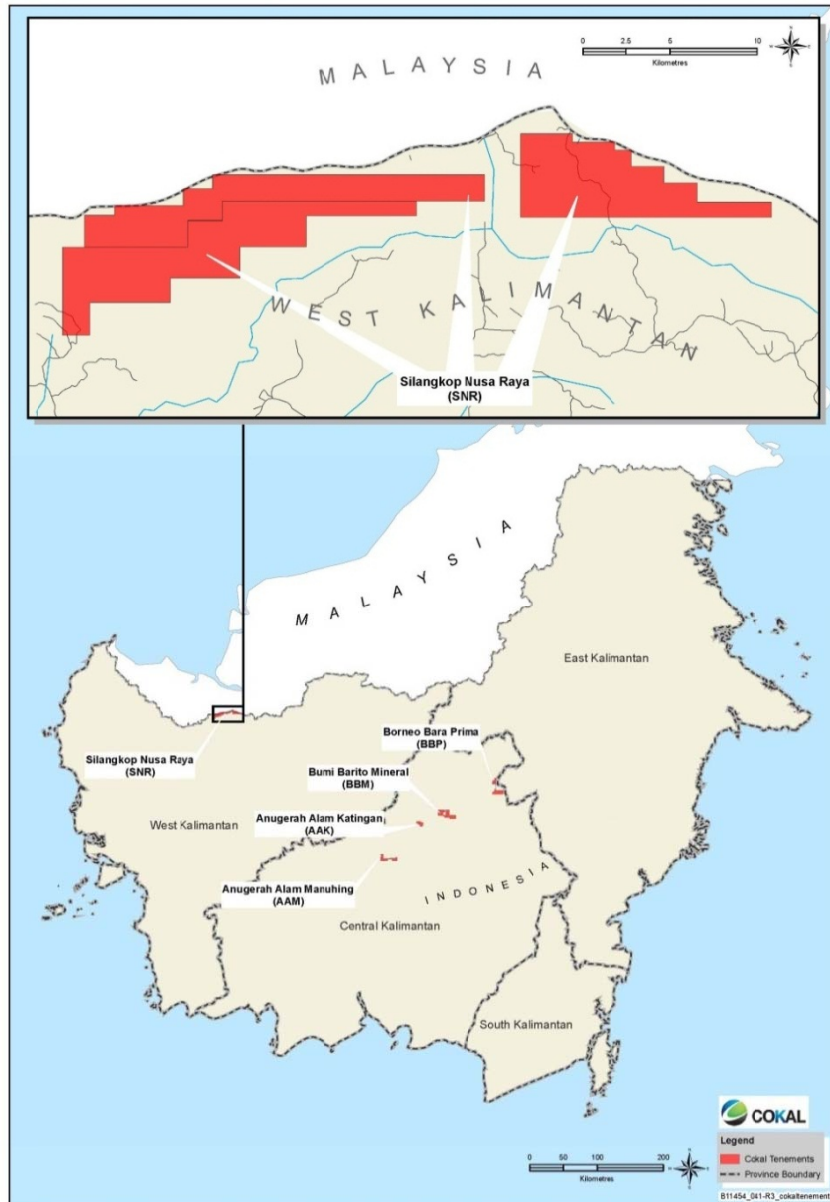 0 2.5 5 10
Kilometres
MALAYSIA
WEST KALIMANTAN
Silangkop Nusa Raya
(SNR)
MALAYSIA
East Kalimantan
Borneo Bara Prima
(BBP)
Silangkop Nusa Raya
(SNR)
Bumi Barito Mineral
(BBM)
West Kalimantan
Anugerah Alam Katingan
(AAK)
Anugerah Alam Manuhing
(AAM)
INDONESIA
Central Kalimantan
South Kalimantan
COKAL
0 50 100 200
Kilometres
Legend
Cokal Tenements
Province Boundary
B11454_041-R3_cokaltenement